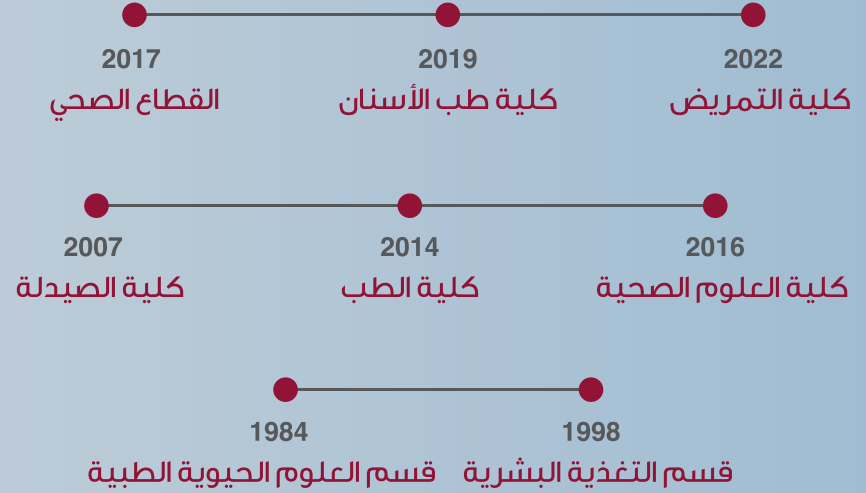 2017 2019 2022
القطاع الصحي كلية طب الأسنان كلية التمريض
2007 2014 2016
كلية الصيدلة كلية الطب كلية العلوم الصحية
1984 1998
قسم العلوم الحيوية الطبية قسم التغذية البشرية